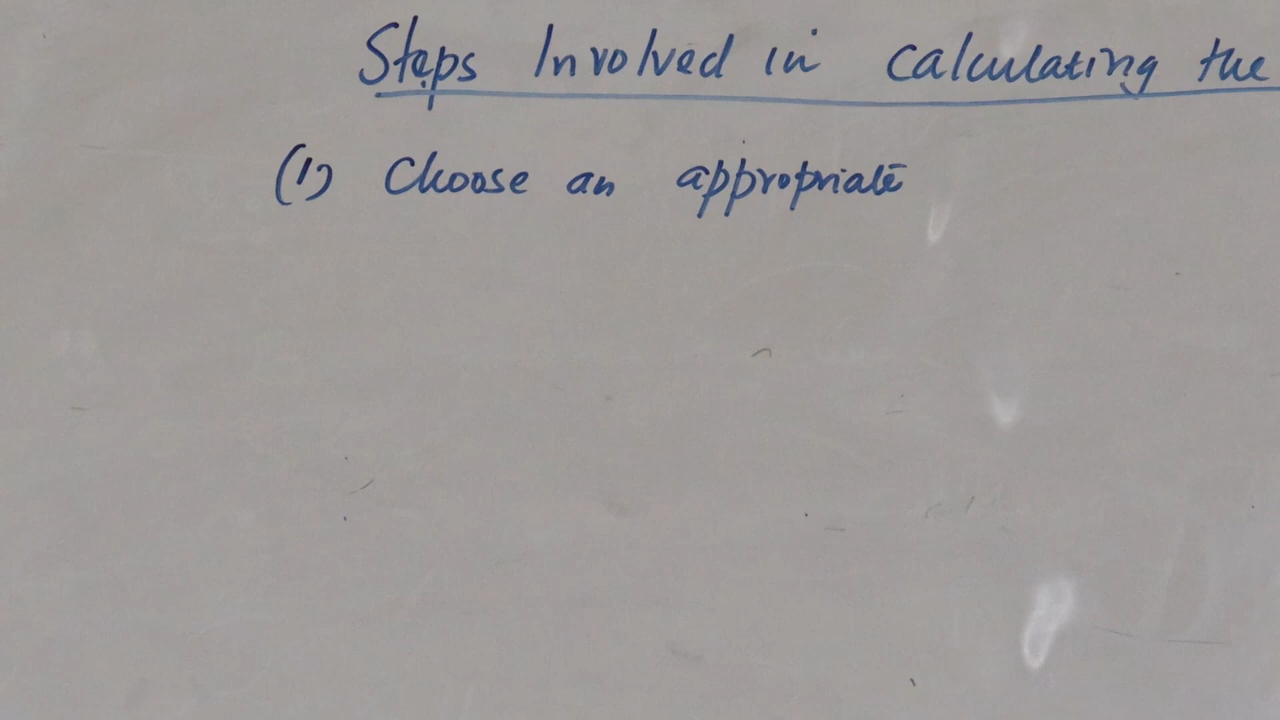 Steps Involved in calculating the
(1) Choose an appropriate